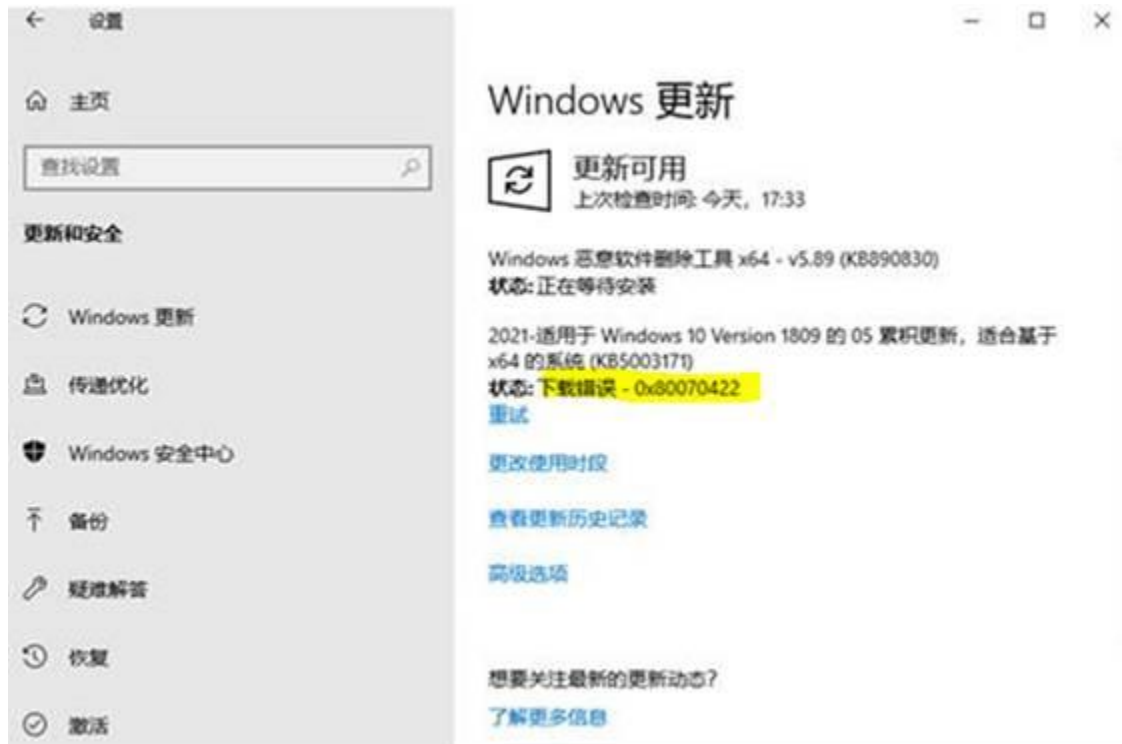 设置
主页
查找设置
更新和安全
Windows 更新
传递优化
Windows 安全中心
备份
疑难解答
恢复
激活
Windows 更新
更新可用
上次检查时间: 今天，17:33
Windows 恶意软件删除工具 x64 - v5.89 (KB890830)
状态: 正在等待安装
2021-适用于 Windows 10 Version 1809 的 05 累积更新，适合基于
x64 的系统 (KB5003171)
状态: 下载错误 - 0x80070422
重试
更改使用时段
查看更新历史记录
高级选项
想要关注最新的更新动态?
了解更多信息